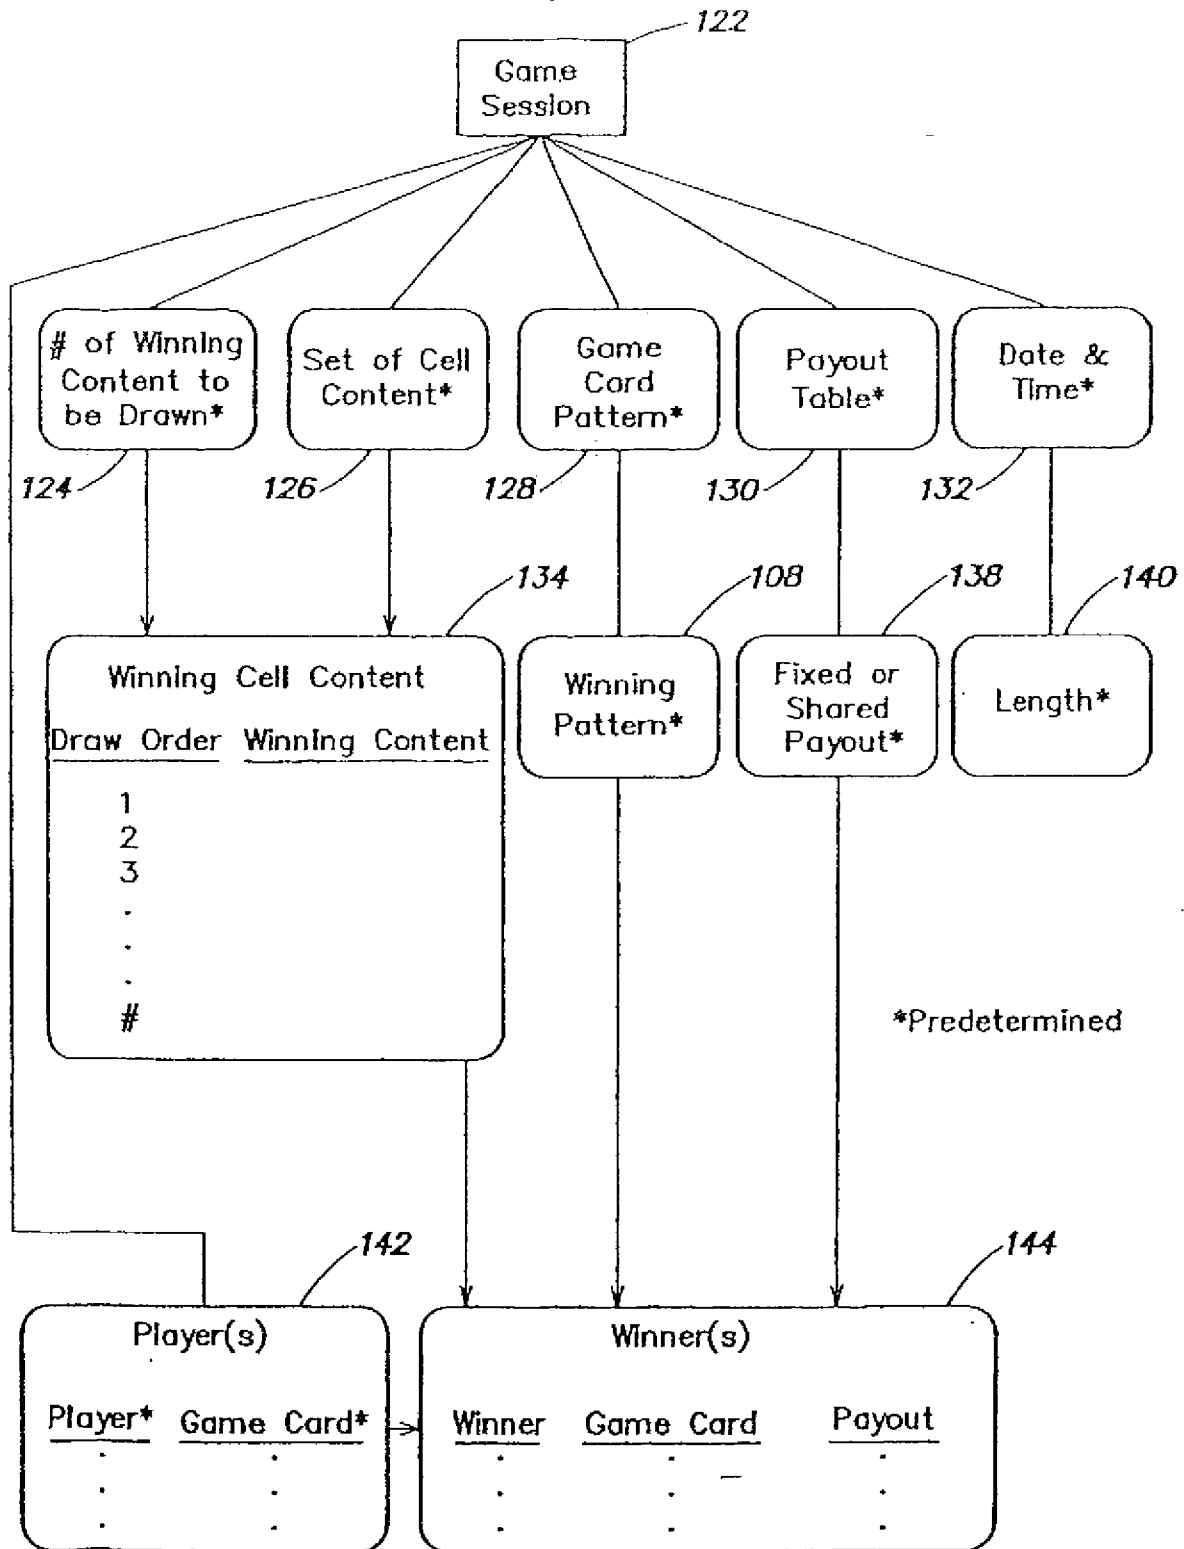 122
Game
Session
# of Winning
Content to
be Drawn*
Set of Cell
Content*
Game
Card
Pattern*
Payout
Table*
Date &
Time*
124
126
128
130
132
134
108
138
140
Winning Cell Content
Draw Order Winning Content
1
2
3
.
.
.
#
Winning
Pattern*
Fixed or
Shared
Payout*
Length*
*Predetermined
142
144
Player(s)
Player* Game Card*
. .
. .
. .
Winner(s)
Winner Game Card Payout
. . .
. . .
. . .